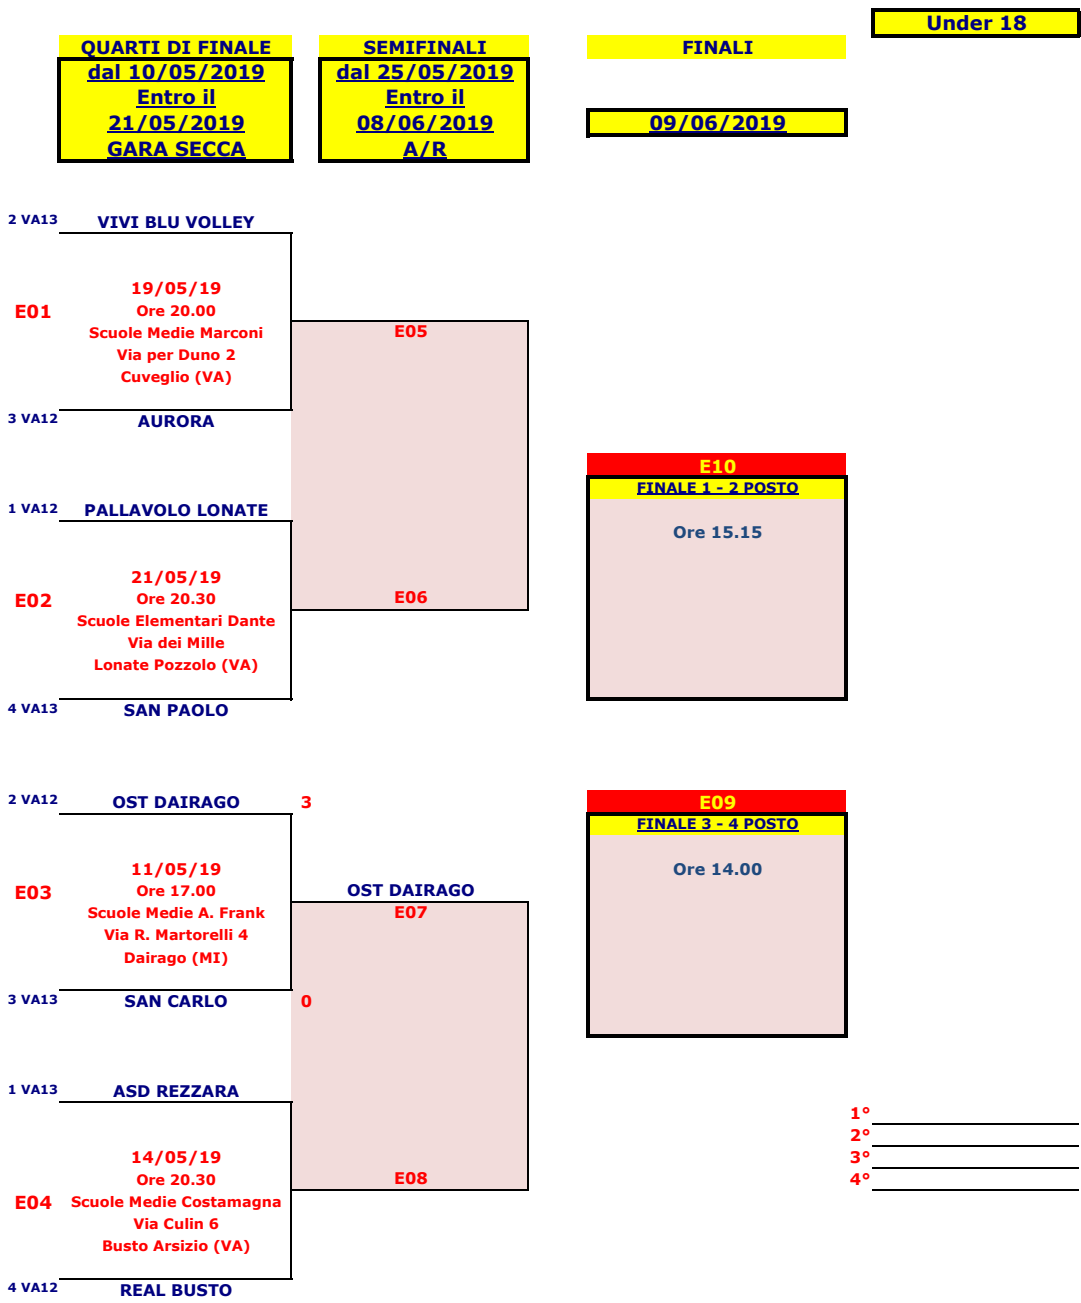 Under 18
QUARTI DI FINALE
dal 10/05/2019
Entro il
21/05/2019
GARA SECCA
SEMIFINALI
dal 25/05/2019
Entro il
08/06/2019
A/R
FINALI
09/06/2019
2 VA13 VIVI BLU VOLLEY
E01
19/05/19
Ore 20.00
Scuole Medie Marconi
Via per Duno 2
Cuveglio (VA)
3 VA12 AURORA
E05
1 VA12 PALLAVOLO LONATE
E02
21/05/19
Ore 20.30
Scuole Elementari Dante
Via dei Mille
Lonate Pozzolo (VA)
4 VA13 SAN PAOLO
E06
E10
FINALE 1 - 2 POSTO
Ore 15.15
2 VA12 OST DAIRAGO 3
E03
11/05/19
Ore 17.00
Scuole Medie A. Frank
Via R. Martorelli 4
Dairago (MI)
3 VA13 SAN CARLO 0
OST DAIRAGO
E07
E09
FINALE 3 - 4 POSTO
Ore 14.00
1 VA13 ASD REZZARA
E04
14/05/19
Ore 20.30
Scuole Medie Costamagna
Via Culin 6
Busto Arsizio (VA)
4 VA12 REAL BUSTO
E08
1°
2°
3°
4°